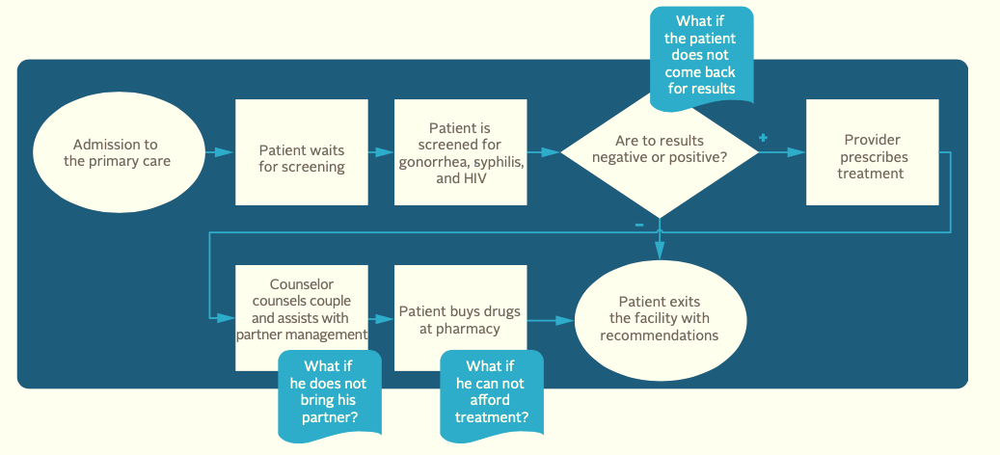 What if
the patient
does not
come back
for results
Admission to
the primary care
Patient waits
for screening
Patient is
screened for
gonorrhea, syphilis,
and HIV
Are to results
negative or positive?
+
Provider
prescribes
treatment
–
Counselor
counsels couple
and assists with
partner management
Patient buys drugs
at pharmacy
Patient exits
the facility with
recommendations
What if
he does not
bring his
partner?
What if
he can not
afford
treatment?